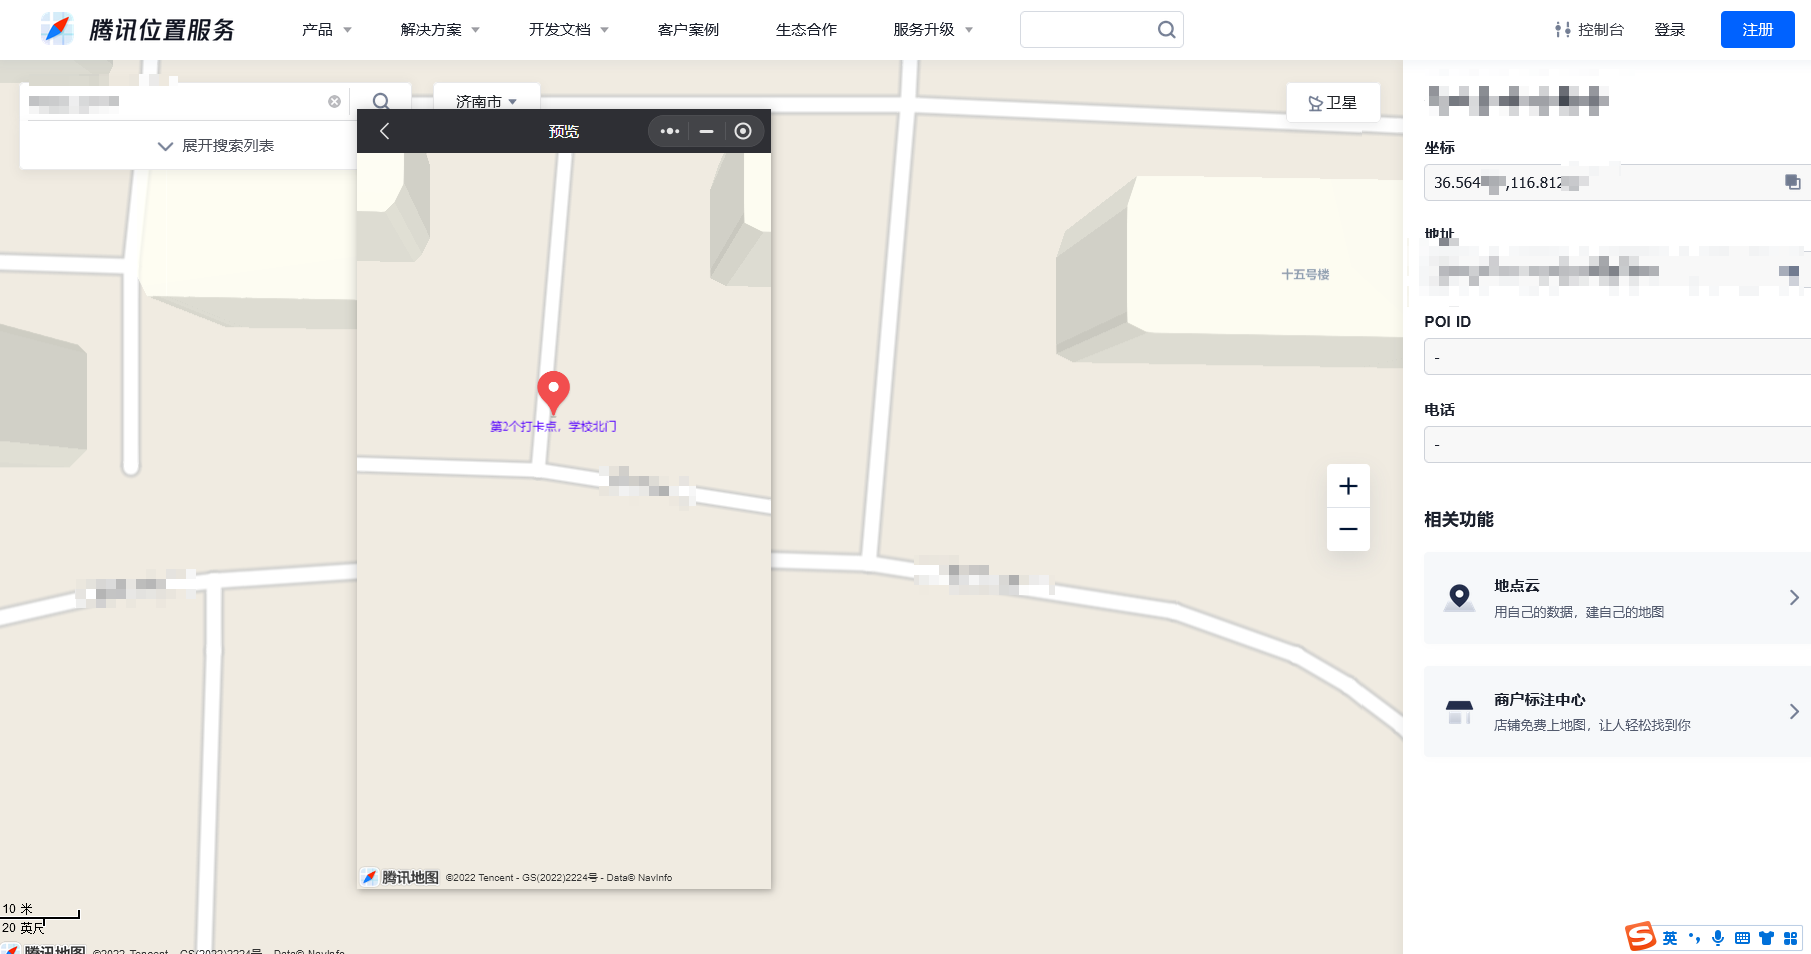 腾讯位置服务 产品 解决方案 开发文档 客户案例 生态合作 服务升级 控制台 登录 注册
济南市
卫星
展开搜索列表
预览
十五号楼
第2个打卡点，学校北门
腾讯地图 ©2022 Tencent - GS(2022)2224号 - Data© NavInfo
10 米
20 英尺
腾讯地图 ©2022 Tencent - GS(2022)2224号 - Data© NavInfo
坐标
36.564 ,116.812
地址
POI ID
-
电话
-
相关功能
地点云
用自己的数据，建自己的地图
商户标注中心
店铺免费上地图，让人轻松找到你
英